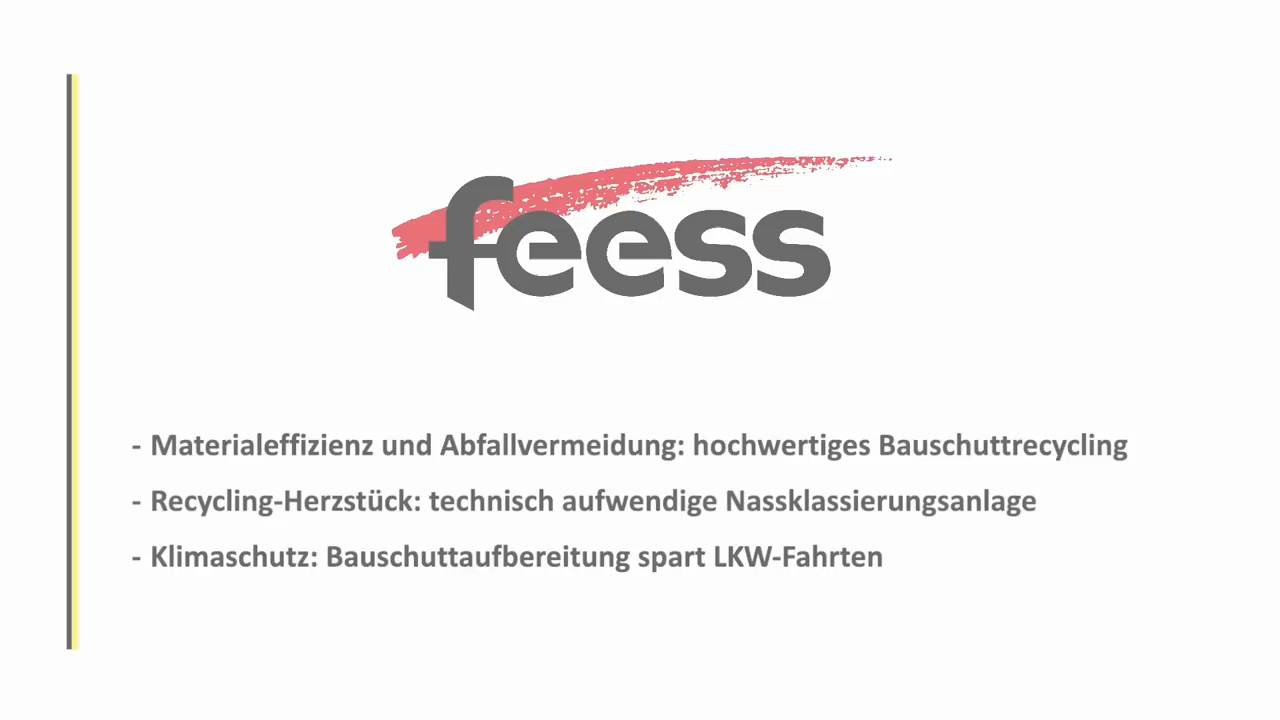 feess
- Materialeffizienz und Abfallvermeidung: hochwertiges Bauschuttrecycling
- Recycling-Herzstück: technisch aufwendige Nassklassierungsanlage
- Klimaschutz: Bauschuttaufbereitung spart LKW-Fahrten